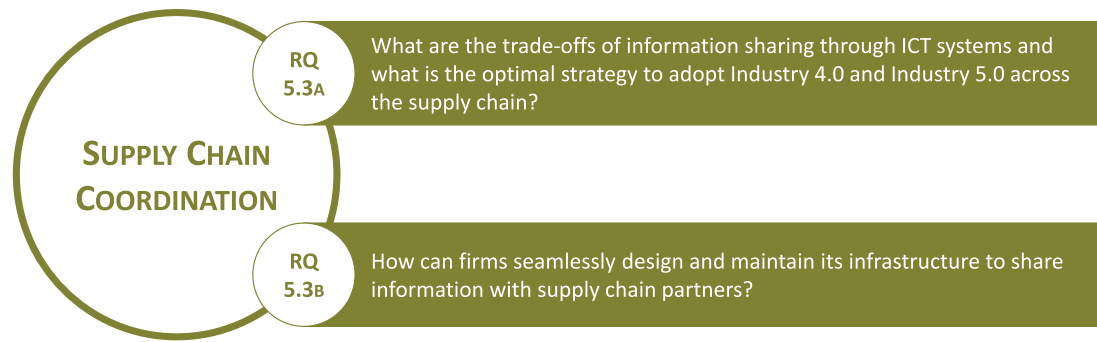 SUPPLY CHAIN
COORDINATION
RQ
5.3A
What are the trade-offs of information sharing through ICT systems and
what is the optimal strategy to adopt Industry 4.0 and Industry 5.0 across
the supply chain?
RQ
5.3B
How can firms seamlessly design and maintain its infrastructure to share
information with supply chain partners?